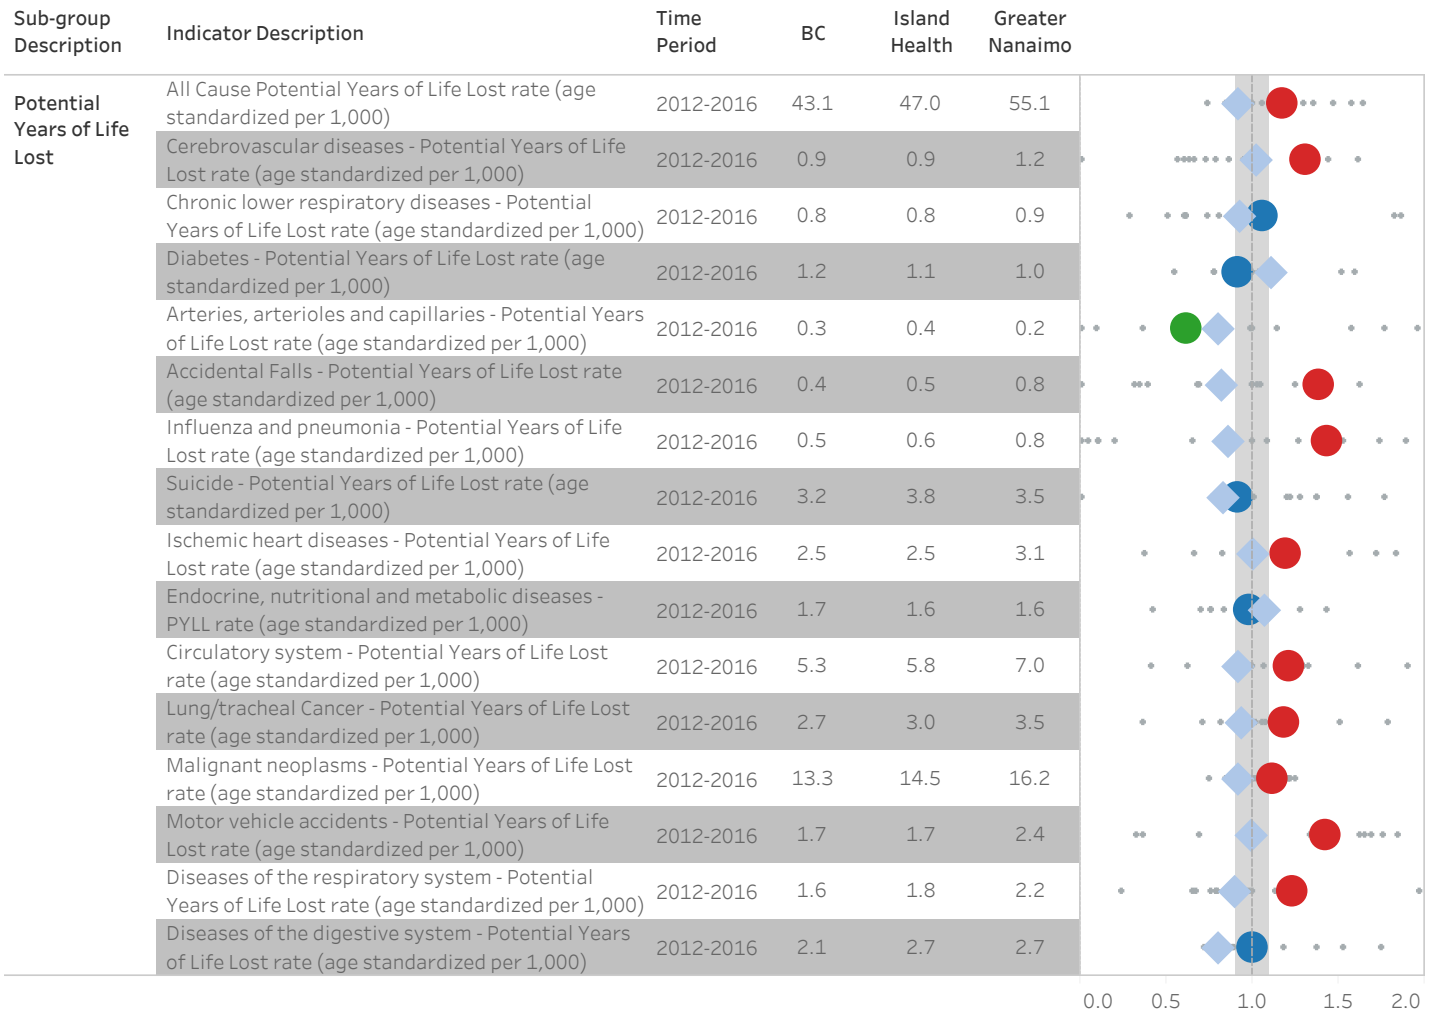 Sub-group
Description
Indicator Description
Time
Period
BC
Island
Health
Greater
Nanaimo
Potential
Years of Life
Lost
All Cause Potential Years of Life Lost rate (age
standardized per 1,000)
2012-2016 43.1 47.0 55.1
Cerebrovascular diseases - Potential Years of Life
Lost rate (age standardized per 1,000)
2012-2016 0.9 0.9 1.2
Chronic lower respiratory diseases - Potential
Years of Life Lost rate (age standardized per 1,000)
2012-2016 0.8 0.8 0.9
Diabetes - Potential Years of Life Lost rate (age
standardized per 1,000)
2012-2016 1.2 1.1 1.0
Arteries, arterioles and capillaries - Potential Years
of Life Lost rate (age standardized per 1,000)
2012-2016 0.3 0.4 0.2
Accidental Falls - Potential Years of Life Lost rate
(age standardized per 1,000)
2012-2016 0.4 0.5 0.8
Influenza and pneumonia - Potential Years of Life
Lost rate (age standardized per 1,000)
2012-2016 0.5 0.6 0.8
Suicide - Potential Years of Life Lost rate (age
standardized per 1,000)
2012-2016 3.2 3.8 3.5
Ischemic heart diseases - Potential Years of Life
Lost rate (age standardized per 1,000)
2012-2016 2.5 2.5 3.1
Endocrine, nutritional and metabolic diseases -
PYLL rate (age standardized per 1,000)
2012-2016 1.7 1.6 1.6
Circulatory system - Potential Years of Life Lost
rate (age standardized per 1,000)
2012-2016 5.3 5.8 7.0
Lung/tracheal Cancer - Potential Years of Life Lost
rate (age standardized per 1,000)
2012-2016 2.7 3.0 3.5
Malignant neoplasms - Potential Years of Life Lost
rate (age standardized per 1,000)
2012-2016 13.3 14.5 16.2
Motor vehicle accidents - Potential Years of Life
Lost rate (age standardized per 1,000)
2012-2016 1.7 1.7 2.4
Diseases of the respiratory system - Potential
Years of Life Lost rate (age standardized per 1,000)
2012-2016 1.6 1.8 2.2
Diseases of the digestive system - Potential Years
of Life Lost rate (age standardized per 1,000)
2012-2016 2.1 2.7 2.7
0.0 0.5 1.0 1.5 2.0